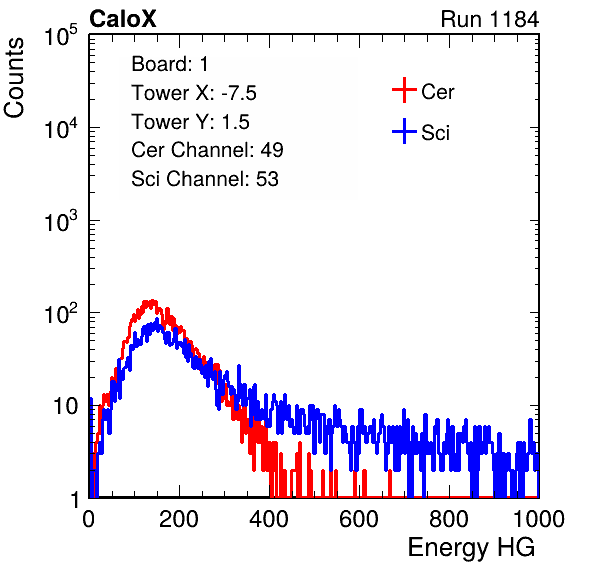 CaloX Run 1184
Counts
10^5
10^4
10^3
10^2
10
1
Board: 1
Tower X: -7.5
Tower Y: 1.5
Cer Channel: 49
Sci Channel: 53
Cer
Sci
0 200 400 600 800 1000
Energy HG